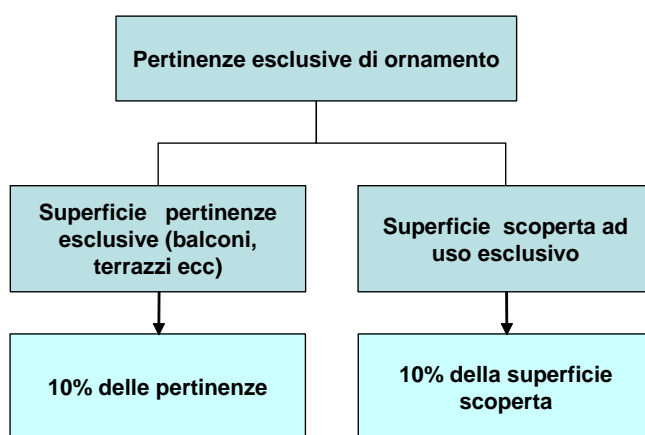 Pertinenze esclusive di ornamento
Superficie pertinenze
esclusive (balconi,
terrazzi ecc)
Superficie scoperta ad
uso esclusivo
10% delle pertinenze
10% della superficie
scoperta